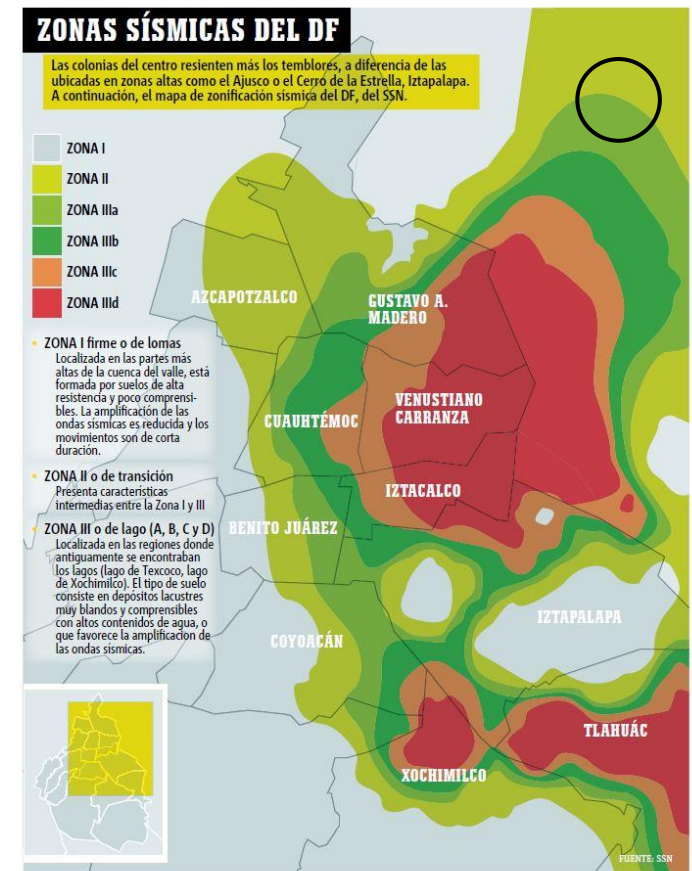 ZONAS SÍSMICAS DEL DF
Las colonias del centro resienten más los temblores, a diferencia de las
ubicadas en zonas altas como el Ajusco o el Cerro de la Estrella, Iztapalapa.
A continuación, el mapa de zonificación sísmica del DF, del SSN.
ZONA I
ZONA II
ZONA IIIa
ZONA IIIb
ZONA IIIc
ZONA IIId
ZONA I firme o de lomas
Localizada en las partes más
altas de la cuenca del valle, está
formada por suelos de alta
resistencia y poco comprensi-
bles. La amplificación de las
ondas sísmicas es reducida y los
movimientos son de corta
duración.
ZONA II o de transición
Presenta características
intermedias entre la Zona I y III
ZONA III o de lago (A, B, C y D)
Localizada en las regiones donde
antiguamente se encontraban
los lagos (lago de Texcoco, lago
de Xochimilco). El tipo de suelo
consiste en depósitos lacustres
muy blandos y comprensibles
con altos contenidos de agua, o
que favorece la amplificación de
las ondas sísmicas.
AZCAPOTZALCO
GUSTAVO A.
MADERO
CUAUHTÉMOC
VENUSTIANO
CARRANZA
IZTACALCO
BENITO JUÁREZ
IZTAPALAPA
COYOACÁN
TLAHUÁC
XOCHIMILCO
FUENTE: SSN